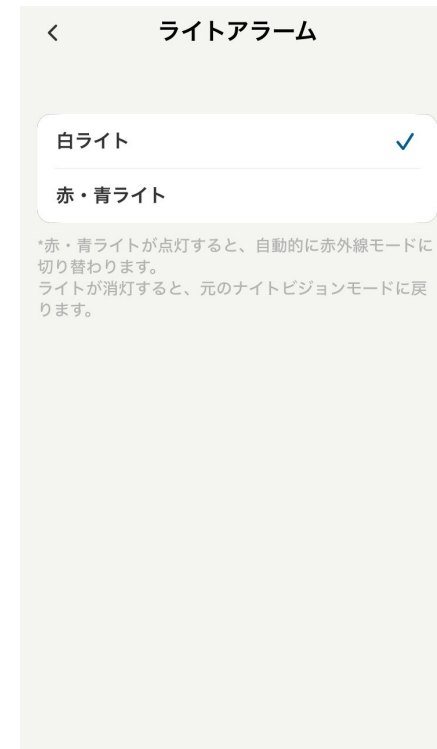 ライトアラーム
白ライト
赤・青ライト
*赤・青ライトが点灯すると、自動的に赤外線モードに
切り替わります。
ライトが消灯すると、元のナイトビジョンモードに戻
ります。